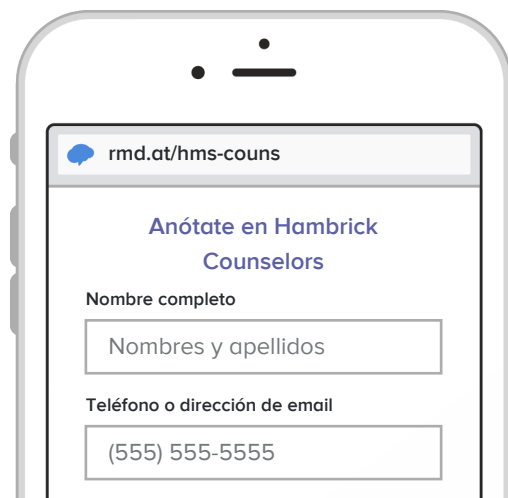 rmd.at/hms-couns
Anótate en Hambrick
Counselors
Nombre completo
Nombres y apellidos
Teléfono o dirección de email
(555) 555-5555